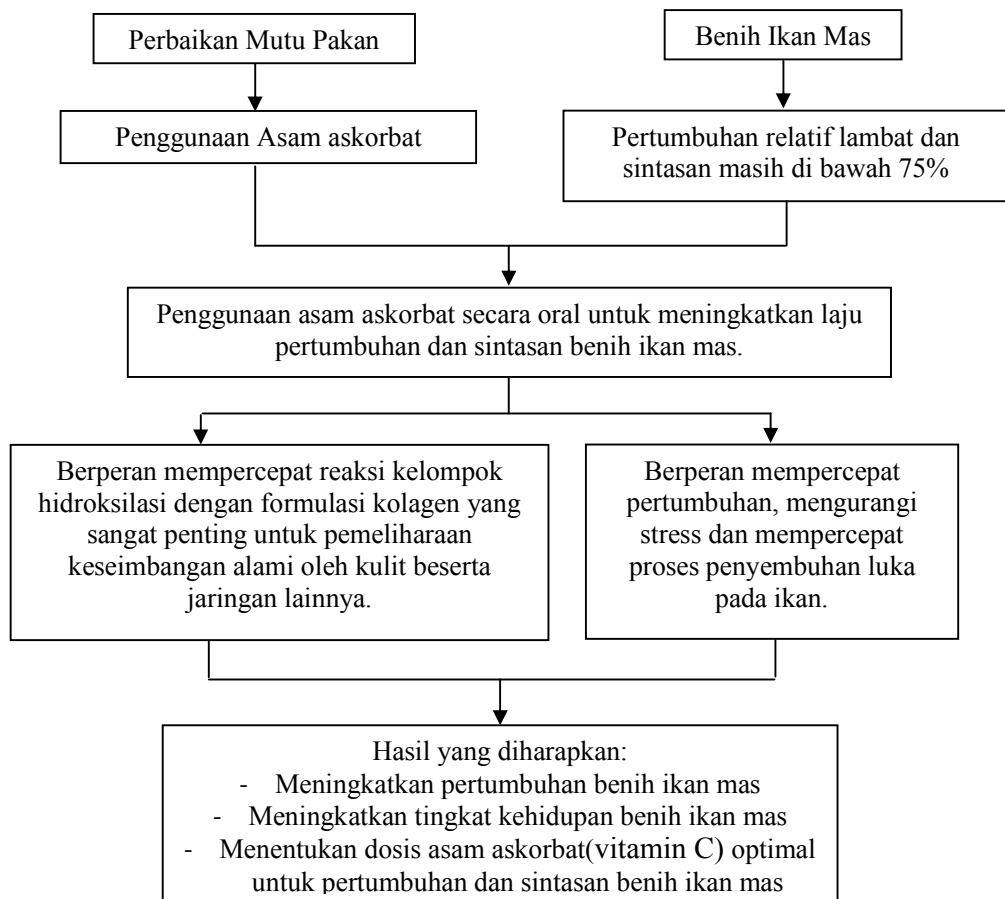 Perbaikan Mutu Pakan
Benih Ikan Mas
Penggunaan Asam askorbat
Pertumbuhan relatif lambat dan
sintasan masih di bawah 75%
Penggunaan asam askorbat secara oral untuk meningkatkan laju
pertumbuhan dan sintasan benih ikan mas.
Berperan mempercepat reaksi kelompok
hidroksilasi dengan formulasi kolagen yang
sangat penting untuk pemeliharaan
keseimbangan alami oleh kulit beserta
jaringan lainnya.
Berperan mempercepat
pertumbuhan, mengurangi
stress dan mempercepat
proses penyembuhan luka
pada ikan.
Hasil yang diharapkan:
- Meningkatkan pertumbuhan benih ikan mas
- Meningkatkan tingkat kehidupan benih ikan mas
- Menentukan dosis asam askorbat(vitamin C) optimal
untuk pertumbuhan dan sintasan benih ikan mas